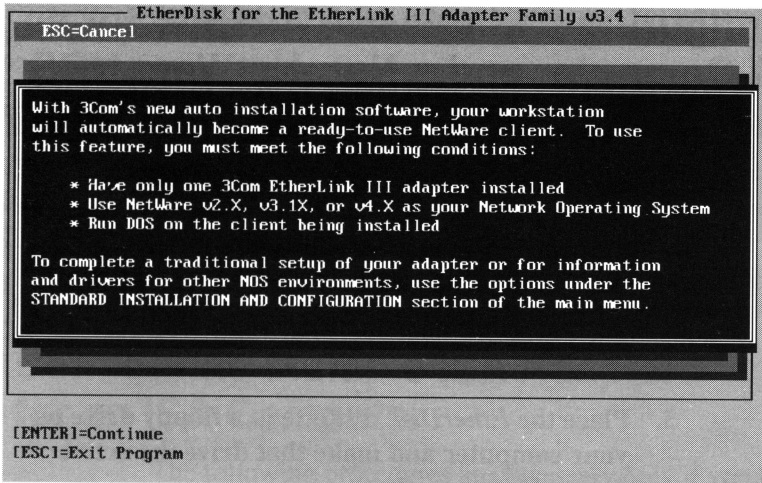 EtherDisk for the EtherLink III Adapter Family v3.4
ESC=Cancel
With 3Com's new auto installation software, your workstation
will automatically become a ready-to-use NetWare client.  To use
this feature, you must meet the following conditions:
* Have only one 3Com EtherLink III adapter installed
* Use NetWare v2.X, v3.1X, or v4.X as your Network Operating System
* Run DOS on the client being installed
To complete a traditional setup of your adapter or for information
and drivers for other NOS environments, use the options under the
STANDARD INSTALLATION AND CONFIGURATION section of the main menu.
[ENTER]=Continue
[ESC]=Exit Program